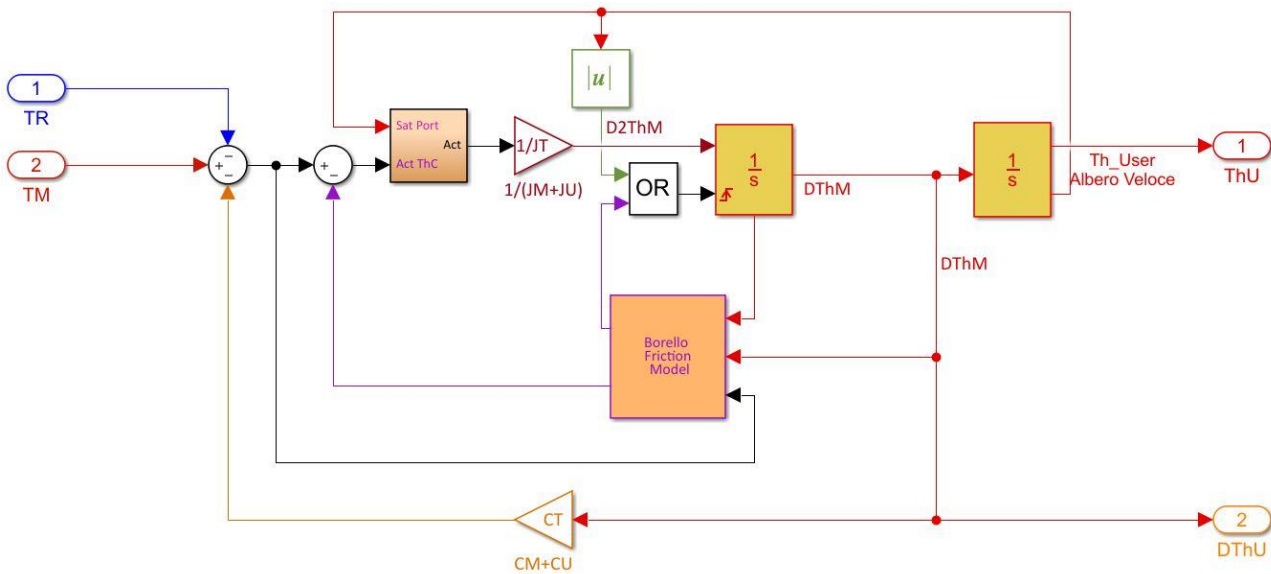 1
TR
2
TM
Sat Port
Act ThC
Act
1/JT
1/(JM+JU)
|u|
D2ThM
OR
1
s
DThM
1
s
Th_User
Albero Veloce
1
ThU
DThM
Borello
Friction
Model
CT
CM+CU
2
DThU